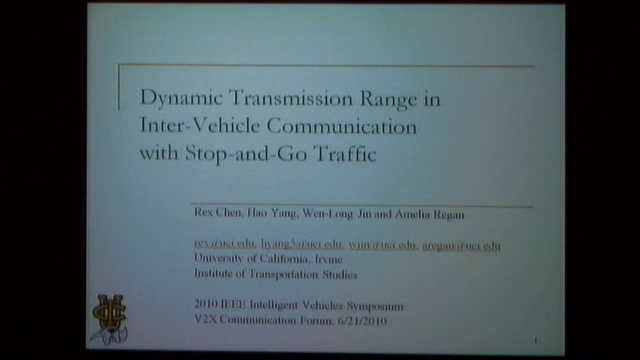 Dynamic Transmission Range in
Inter-Vehicle Communication
with Stop-and-Go Traffic
Rex Chen, Hao Yang, Wen-Long Jin and Amelia Regan
rex@uci.edu, hyang5@uci.edu, wjin@uci.edu, aregan@uci.edu
University of California, Irvine
Institute of Transportation Studies
2010 IEEE Intelligent Vehicles Symposium
V2X Communication Forum, 6/21/2010
1